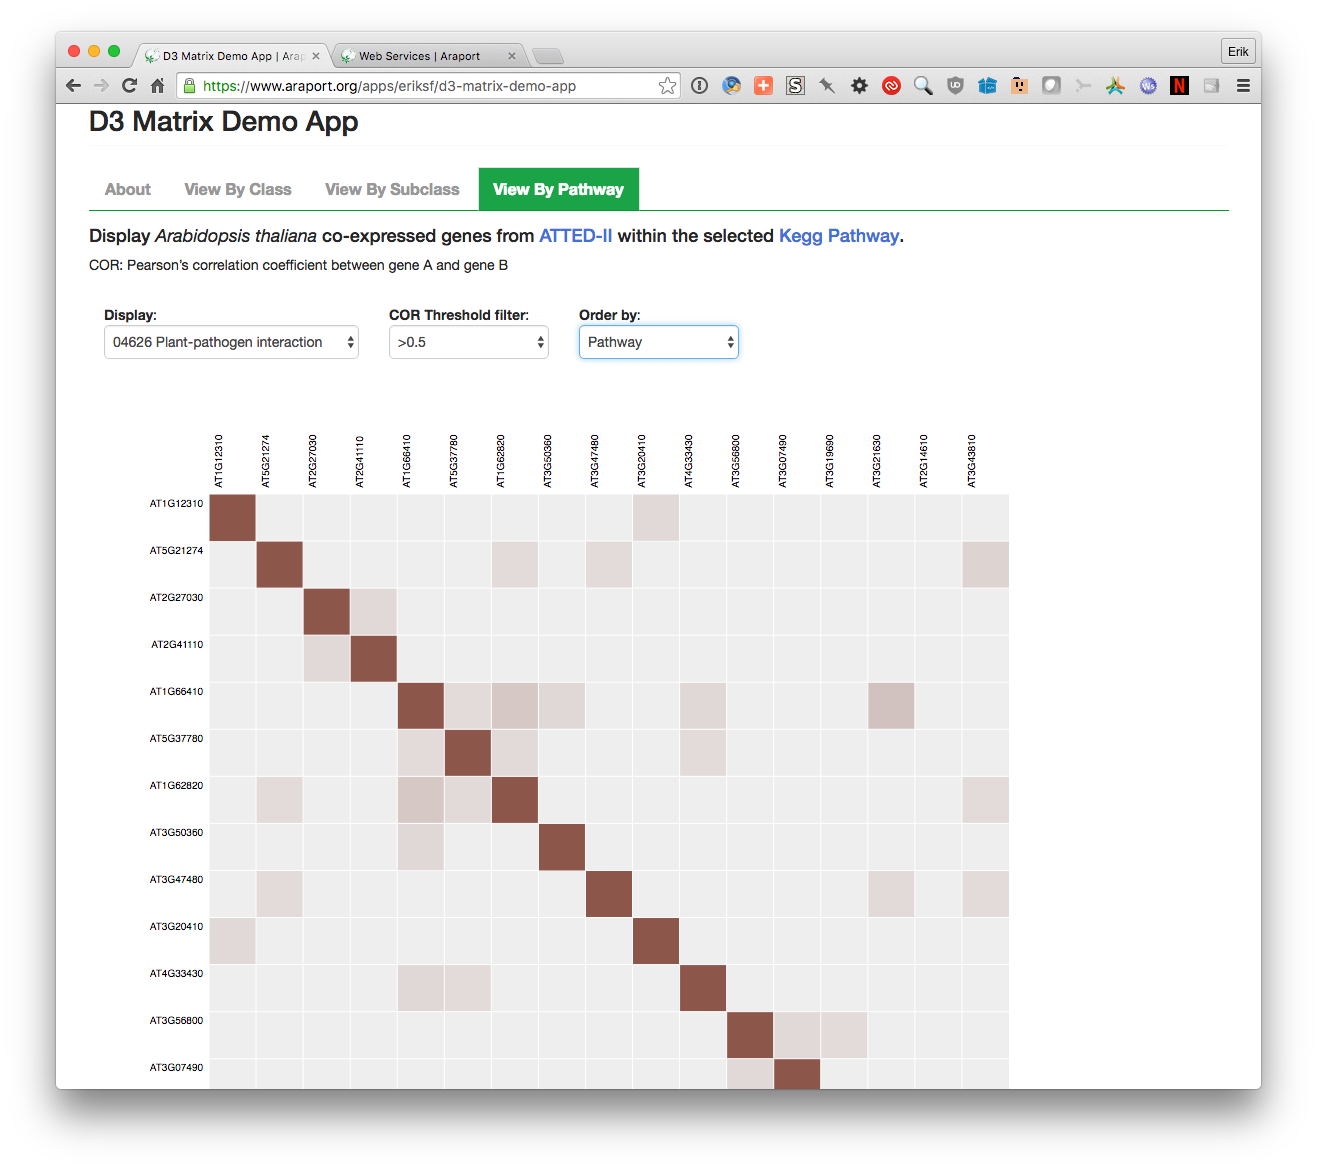 D3 Matrix Demo App | Arap
Web Services | Araport
Erik
https://www.araport.org/apps/eriksf/d3-matrix-demo-app
D3 Matrix Demo App
About
View By Class
View By Subclass
View By Pathway
Display Arabidopsis thaliana co-expressed genes from ATTED-II within the selected Kegg Pathway.
COR: Pearson's correlation coefficient between gene A and gene B
Display:
COR Threshold filter:
Order by:
04626 Plant-pathogen interaction
>0.5
Pathway
AT1G12310
AT5G21274
AT2G27030
AT2G41110
AT1G66410
AT5G37780
AT1G62820
AT3G50360
AT3G47480
AT3G20410
AT4G33430
AT3G56800
AT3G07490
AT3G19690
AT3G21630
AT2G14610
AT3G43810
AT1G12310
AT5G21274
AT2G27030
AT2G41110
AT1G66410
AT5G37780
AT1G62820
AT3G50360
AT3G47480
AT3G20410
AT4G33430
AT3G56800
AT3G07490